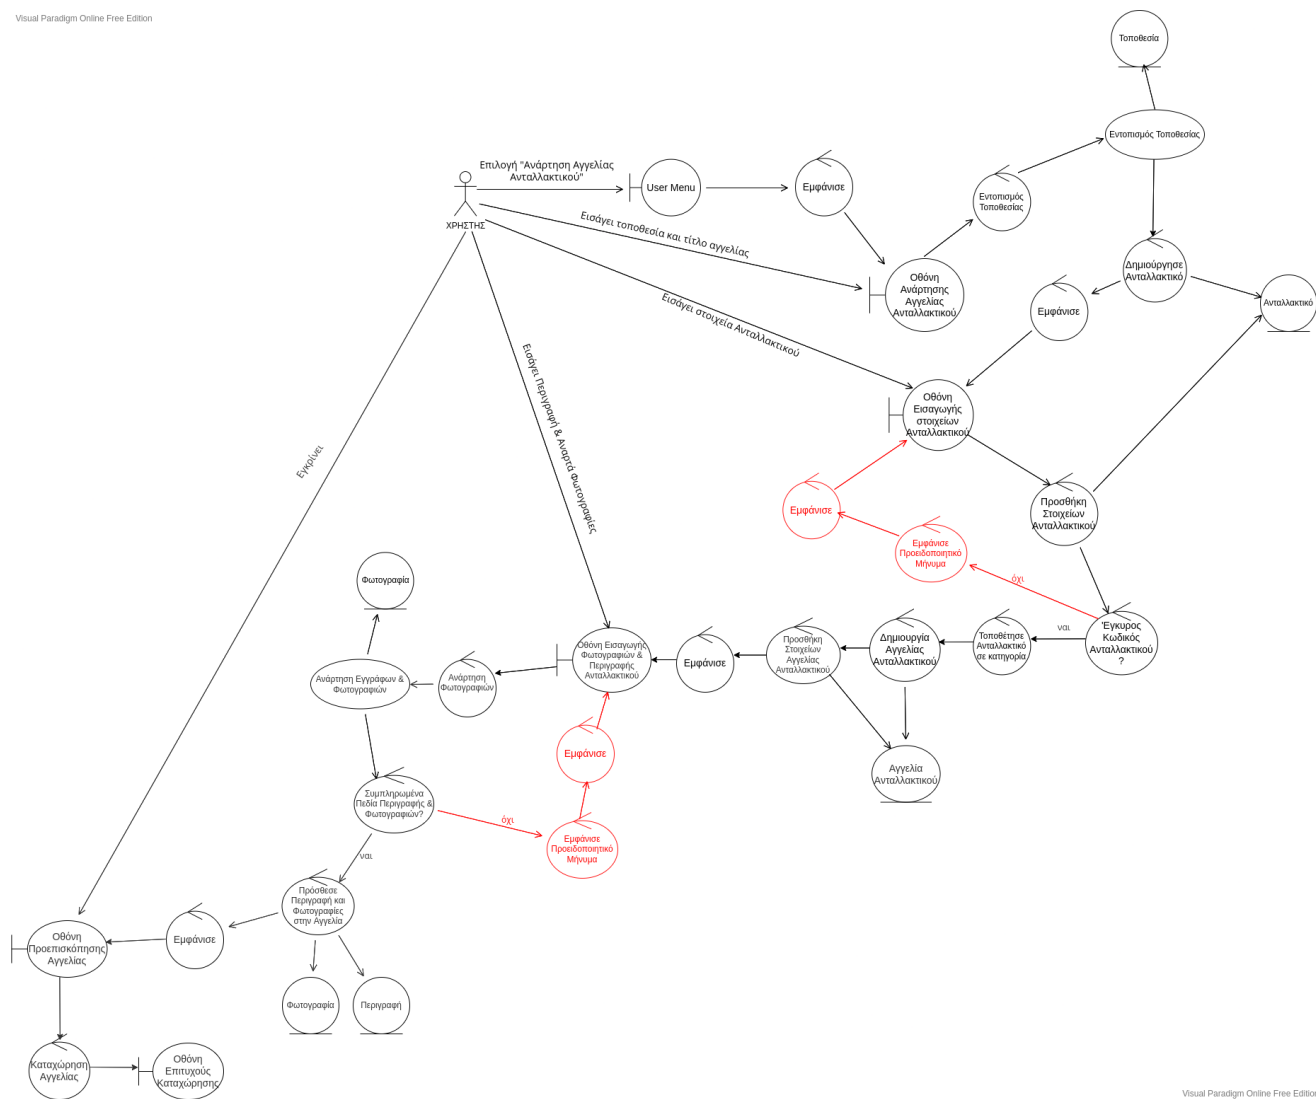 Visual Paradigm Online Free Edition
Τοποθεσία
Εντοπισμός Τοποθεσίας
Επιλογή "Ανάρτηση Αγγελίας
Ανταλλακτικού"
User Menu
Εμφάνισε
Εντοπισμός
Τοποθεσίας
ΧΡΗΣΤΗΣ
Εισάγει τοποθεσία και τίτλο αγγελίας
Οθόνη
Ανάρτησης
Αγγελίας
Ανταλλακτικού
Δημιούργησε
Ανταλλακτικό
Εμφάνισε
Ανταλλακτικό
Εισάγει στοιχεία Ανταλλακτικού
Εισάγει Περιγραφή & Αναρτά Φωτογραφίες
Εγκρίνει
Οθόνη
Εισαγωγής
στοιχείων
Ανταλλακτικού
Προσθήκη
Στοιχείων
Ανταλλακτικού
Εμφάνισε
Εμφάνισε
Προειδοποιητικό
Μήνυμα
όχι
Έγκυρος
Κωδικός
Ανταλλακτικού
?
ναι
Τοποθέτησε
Ανταλλακτικό
σε κατηγορία
Δημιουργία
Αγγελίας
Ανταλλακτικού
Προσθήκη
Στοιχείων
Αγγελίας
Ανταλλακτικού
Εμφάνισε
Οθόνη Εισαγωγής
Φωτογραφιών &
Περιγραφής
Ανταλλακτικού
Φωτογραφία
Ανάρτηση
Φωτογραφιών
Ανάρτηση Εγγράφων &
Φωτογραφιών
Αγγελία
Ανταλλακτικού
Εμφάνισε
Συμπληρωμένα
Πεδία Περιγραφής &
Φωτογραφιών?
όχι
Εμφάνισε
Προειδοποιητικό
Μήνυμα
ναι
Πρόσθεσε
Περιγραφή και
Φωτογραφίες
στην Αγγελία
Εμφάνισε
Οθόνη
Προεπισκόπησης
Αγγελίας
Φωτογραφία
Περιγραφή
Καταχώρηση
Αγγελίας
Οθόνη
Επιτυχούς
Καταχώρησης
Visual Paradigm Online Free Edition